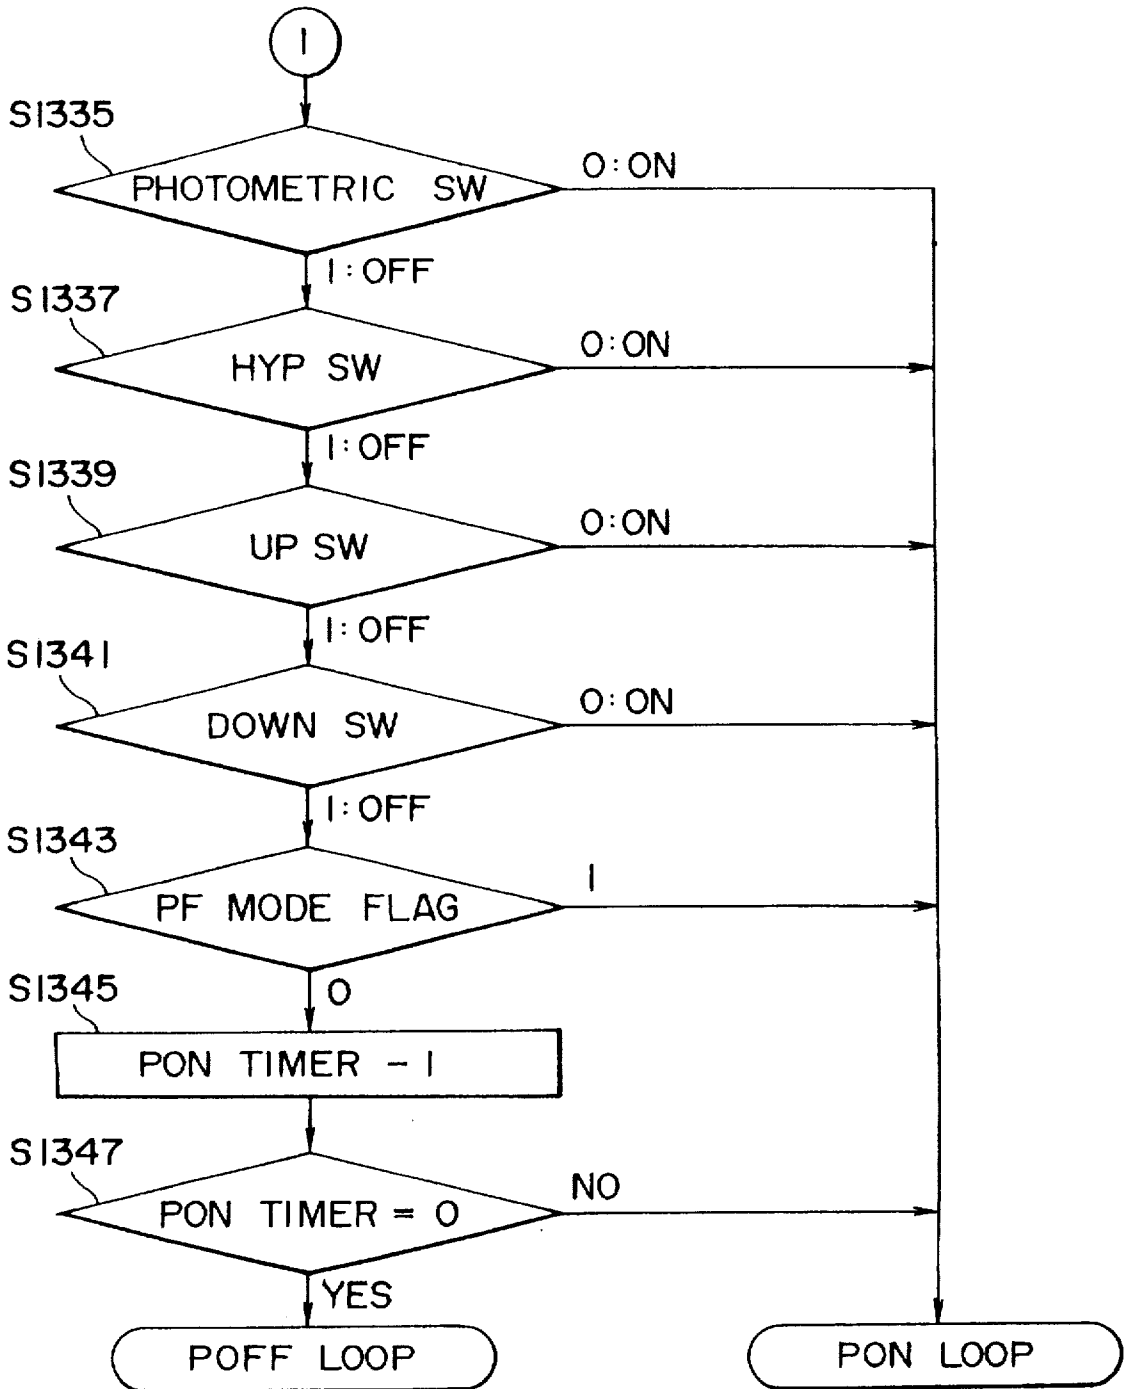 1
S1335
PHOTOMETRIC SW
0:ON
1:OFF
S1337
HYP SW
0:ON
1:OFF
S1339
UP SW
0:ON
1:OFF
S1341
DOWN SW
0:ON
1:OFF
S1343
PF MODE FLAG
1
0
S1345
PON TIMER - 1
S1347
PON TIMER = 0
NO
YES
POFF LOOP
PON LOOP